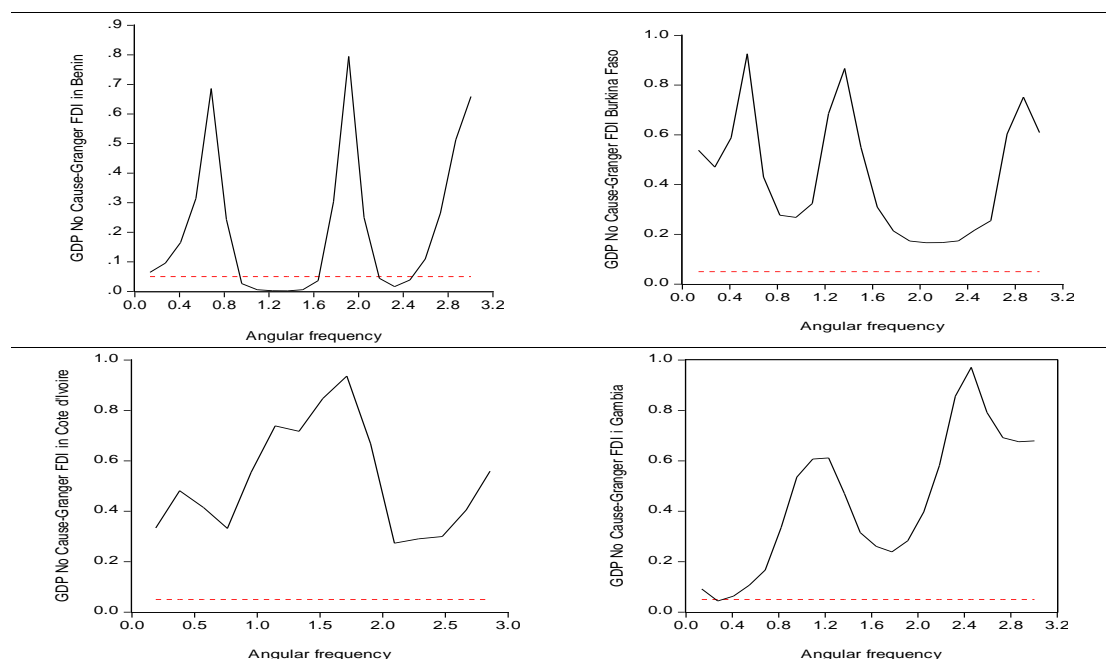 GDP No Cause-Granger FDI in Benin
.9
.8
.7
.6
.5
.4
.3
.2
.1
.0
0.0 0.4 0.8 1.2 1.6 2.0 2.4 2.8 3.2
Angular frequency
GDP No Cause-Granger FDI Burkina Faso
1.0
0.8
0.6
0.4
0.2
0.0
0.0 0.4 0.8 1.2 1.6 2.0 2.4 2.8 3.2
Angular frequency
GDP No Cause-Granger FDI in Cote d'Ivoire
1.0
0.8
0.6
0.4
0.2
0.0
0.0 0.5 1.0 1.5 2.0 2.5 3.0
Angular frequency
GDP No Cause-Granger FDI i Gambia
1.0
0.8
0.6
0.4
0.2
0.0
0.0 0.4 0.8 1.2 1.6 2.0 2.4 2.8 3.2
Angular frequency